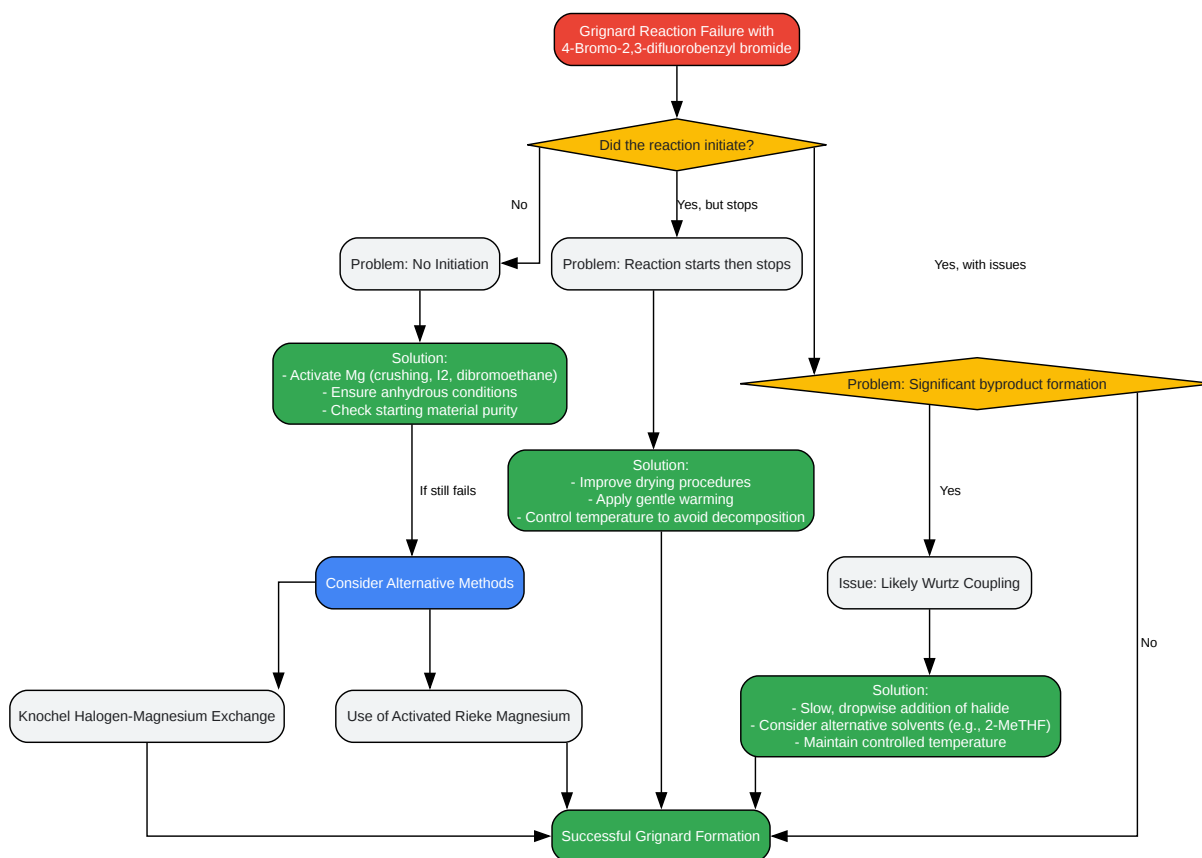 Grignard Reaction Failure with
4-Bromo-2,3-difluorobenzyl bromide
Did the reaction initiate?
No
Yes, but stops
Problem: No Initiation
Problem: Reaction starts then stops
Yes, with issues
Solution:
- Activate Mg (crushing, I2, dibromoethane)
- Ensure anhydrous conditions
- Check starting material purity
Problem: Significant byproduct formation
Solution:
- Improve drying procedures
- Apply gentle warming
- Control temperature to avoid decomposition
If still fails
Yes
Consider Alternative Methods
Issue: Likely Wurtz Coupling
No
Knochel Halogen-Magnesium Exchange
Use of Activated Rieke Magnesium
Solution:
- Slow, dropwise addition of halide
- Consider alternative solvents (e.g., 2-MeTHF)
- Maintain controlled temperature
Successful Grignard Formation